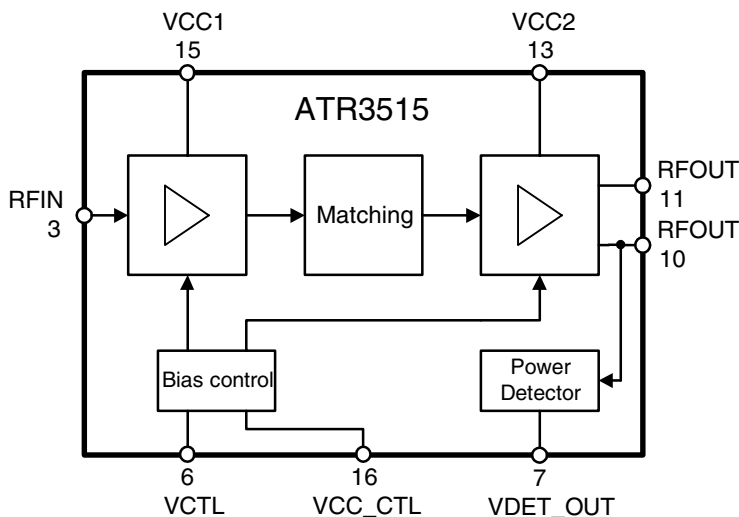 VCC1
15
VCC2
13
ATR3515
RFIN
3
Matching
RFOUT
11
RFOUT
10
Bias control
Power
Detector
6
VCTL
16
VCC_CTL
7
VDET_OUT